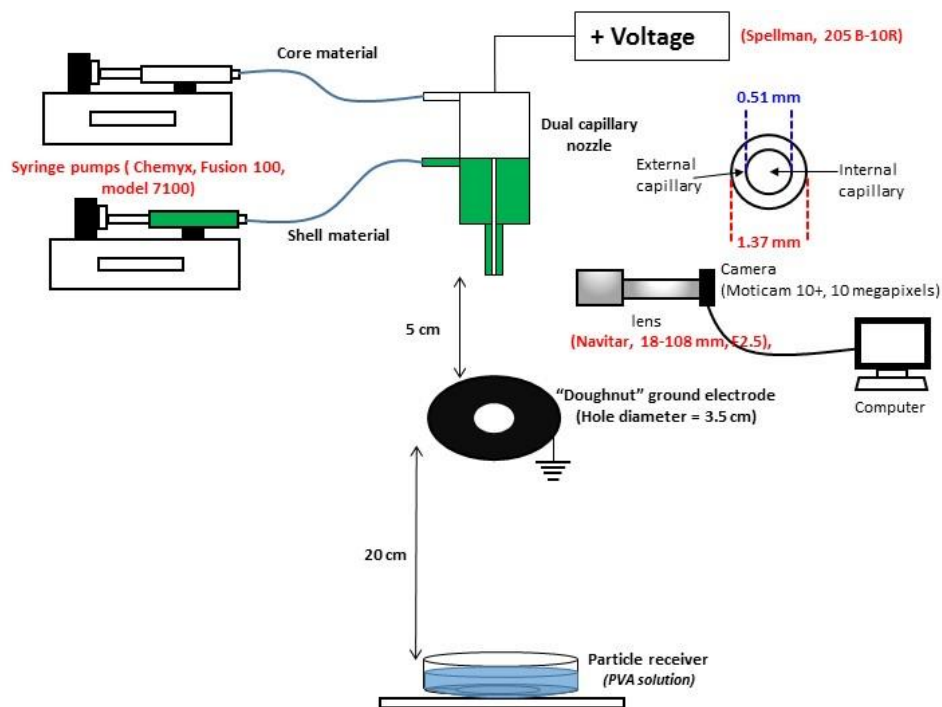 Core material
+ Voltage
(Spellman, 205 B-10R)
0.51 mm
Dual capillary
nozzle
External
capillary
Internal
capillary
Syringe pumps ( Chemyx, Fusion 100,
model 7100)
Shell material
1.37 mm
Camera
(Moticam 10+, 10 megapixels)
5 cm
lens
(Navitar, 18-108 mm, F2.5),
"Doughnut" ground electrode
(Hole diameter = 3.5 cm)
Computer
20 cm
Particle receiver
(PVA solution)